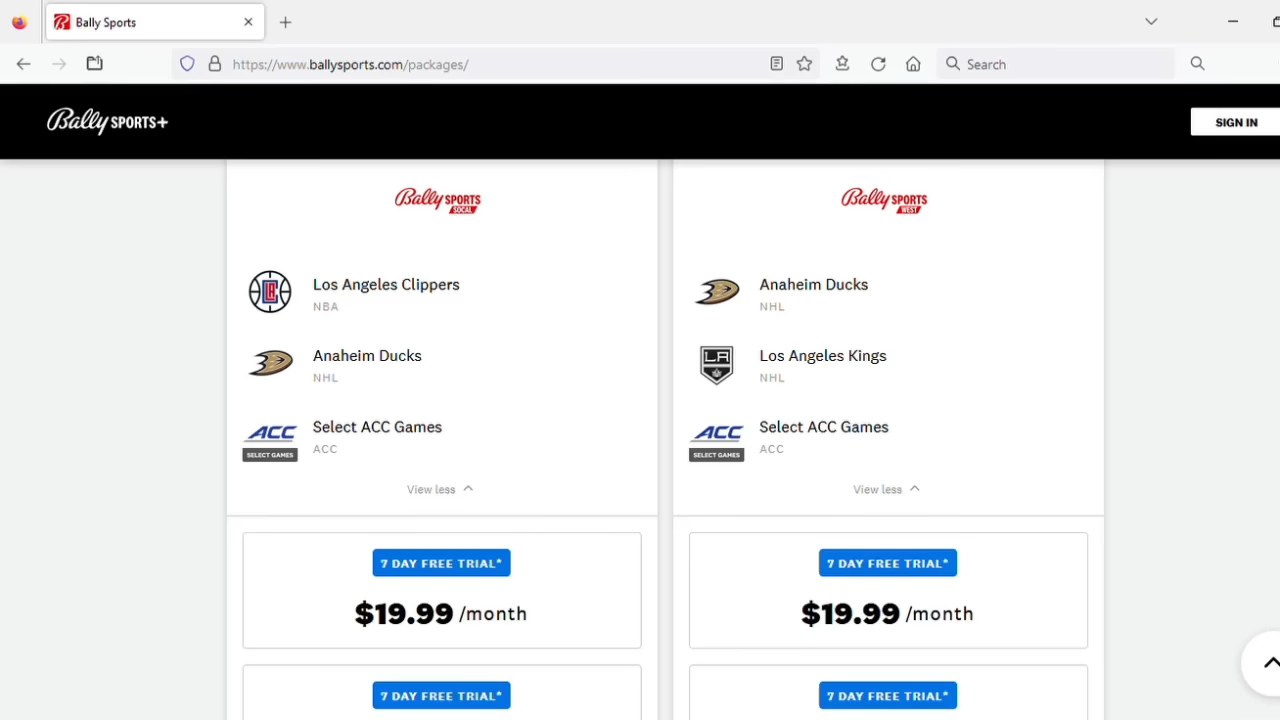 Bally Sports
https://www.ballysports.com/packages/
Search
Bally SPORTS+
SIGN IN
Bally SPORTS
SOCAL
Los Angeles Clippers
NBA
Anaheim Ducks
NHL
ACC
SELECT GAMES
Select ACC Games
ACC
View less
7 DAY FREE TRIAL*
$19.99 /month
7 DAY FREE TRIAL*
Bally SPORTS
WEST
Anaheim Ducks
NHL
LA
Los Angeles Kings
NHL
ACC
SELECT GAMES
Select ACC Games
ACC
View less
7 DAY FREE TRIAL*
$19.99 /month
7 DAY FREE TRIAL*